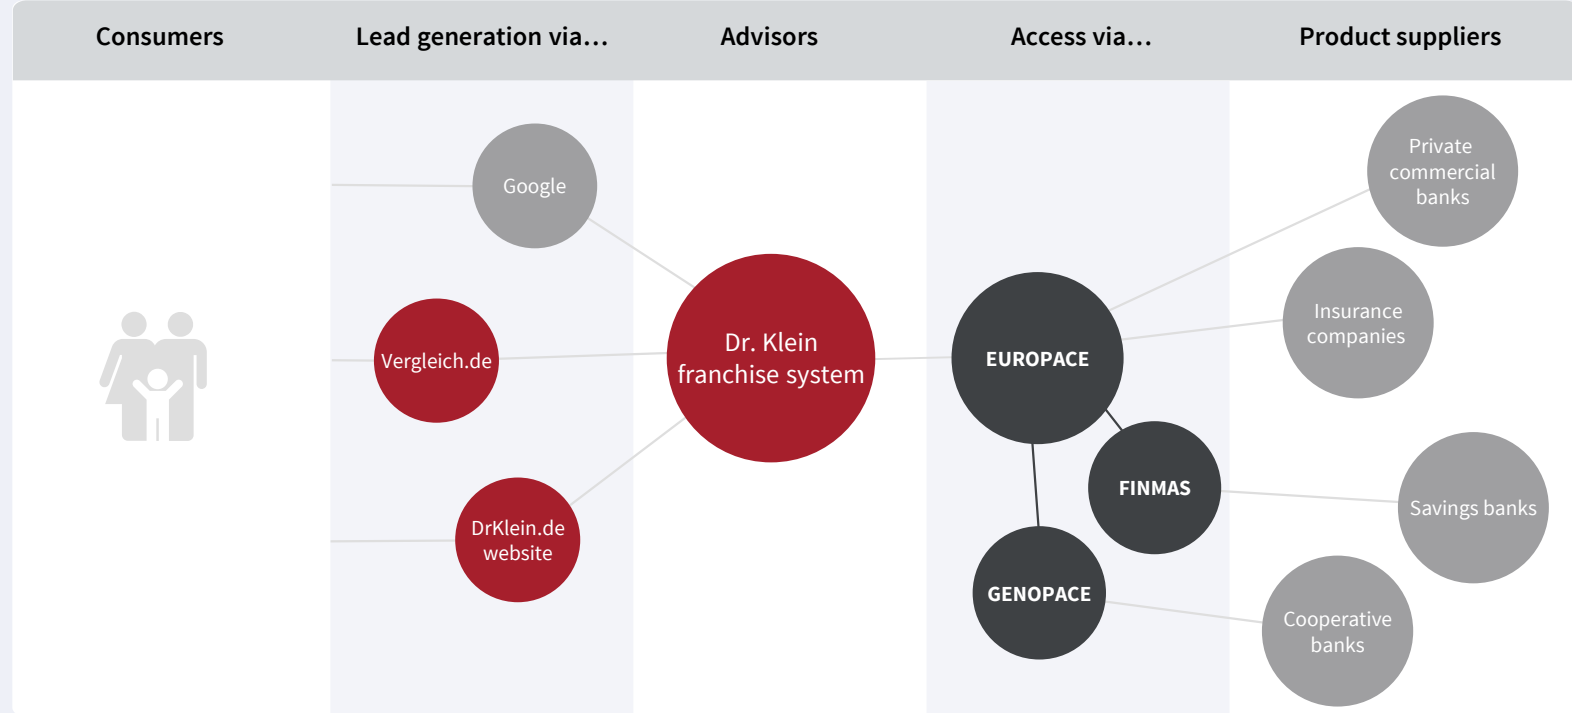 Consumers
Lead generation via…
Advisors
Access via…
Product suppliers
Google
Vergleich.de
DrKlein.de
website
Dr. Klein
franchise system
EUROPACE
FINMAS
GENOPACE
Private
commercial
banks
Insurance
companies
Savings banks
Cooperative
banks